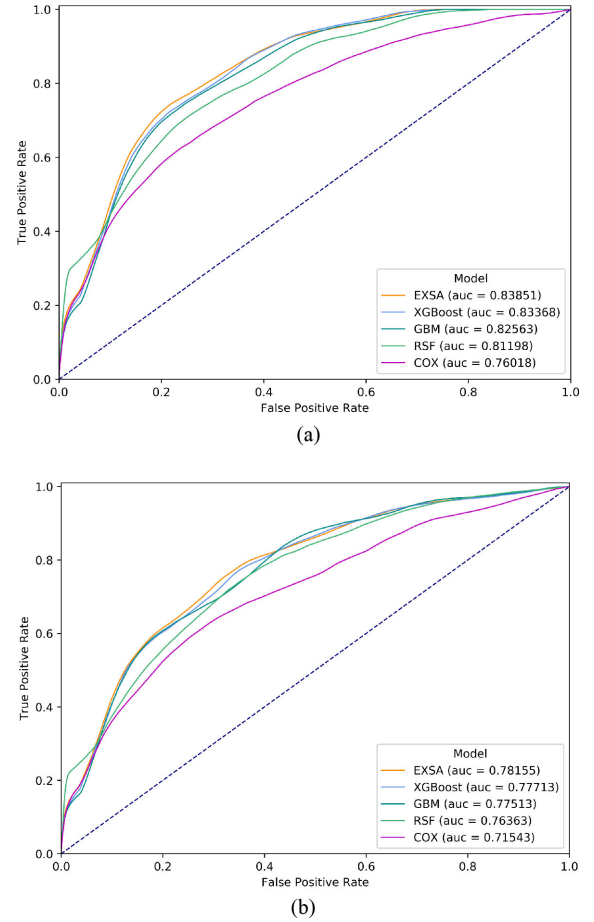 1.0
0.8
0.6
0.4
0.2
0.0
True Positive Rate
Model
EXSA (auc = 0.83851)
XGBoost (auc = 0.83368)
GBM (auc = 0.82563)
RSF (auc = 0.81198)
COX (auc = 0.76018)
0.0 0.2 0.4 0.6 0.8 1.0
False Positive Rate
(a)
1.0
0.8
0.6
0.4
0.2
0.0
True Positive Rate
Model
EXSA (auc = 0.78155)
XGBoost (auc = 0.77713)
GBM (auc = 0.77513)
RSF (auc = 0.76363)
COX (auc = 0.71543)
0.0 0.2 0.4 0.6 0.8 1.0
False Positive Rate
(b)